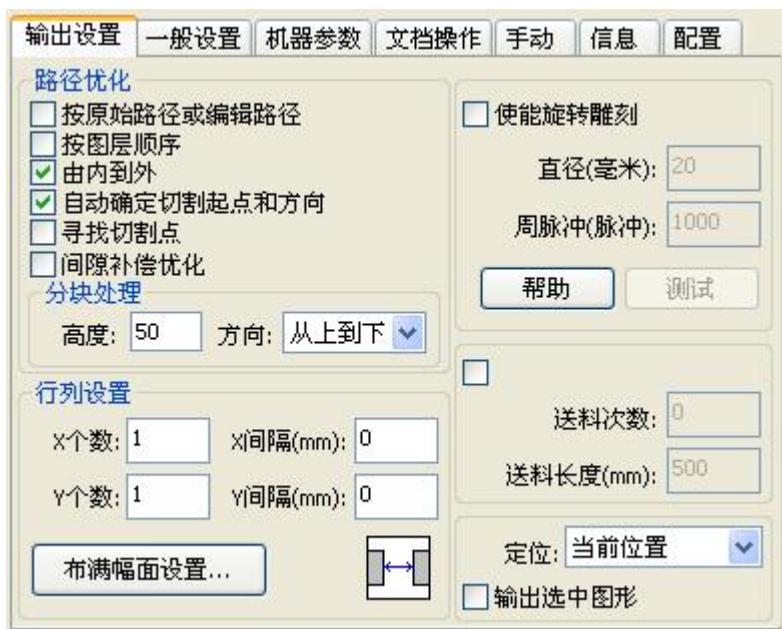 输出设置 一般设置 机器参数 文档操作 手动 信息 配置
路径优化
按原始路径或编辑路径
按图层顺序
由内到外
自动确定切割起点和方向
寻找切割点
间隙补偿优化
分块处理
高度: 50 方向: 从上到下
行列设置
X个数: 1 X间隔(mm): 0
Y个数: 1 Y间隔(mm): 0
布满幅面设置...
使能旋转雕刻
直径(毫米): 20
周脉冲(脉冲): 1000
帮助 测试
送料次数: 0
送料长度(mm): 500
定位: 当前位置
输出选中图形